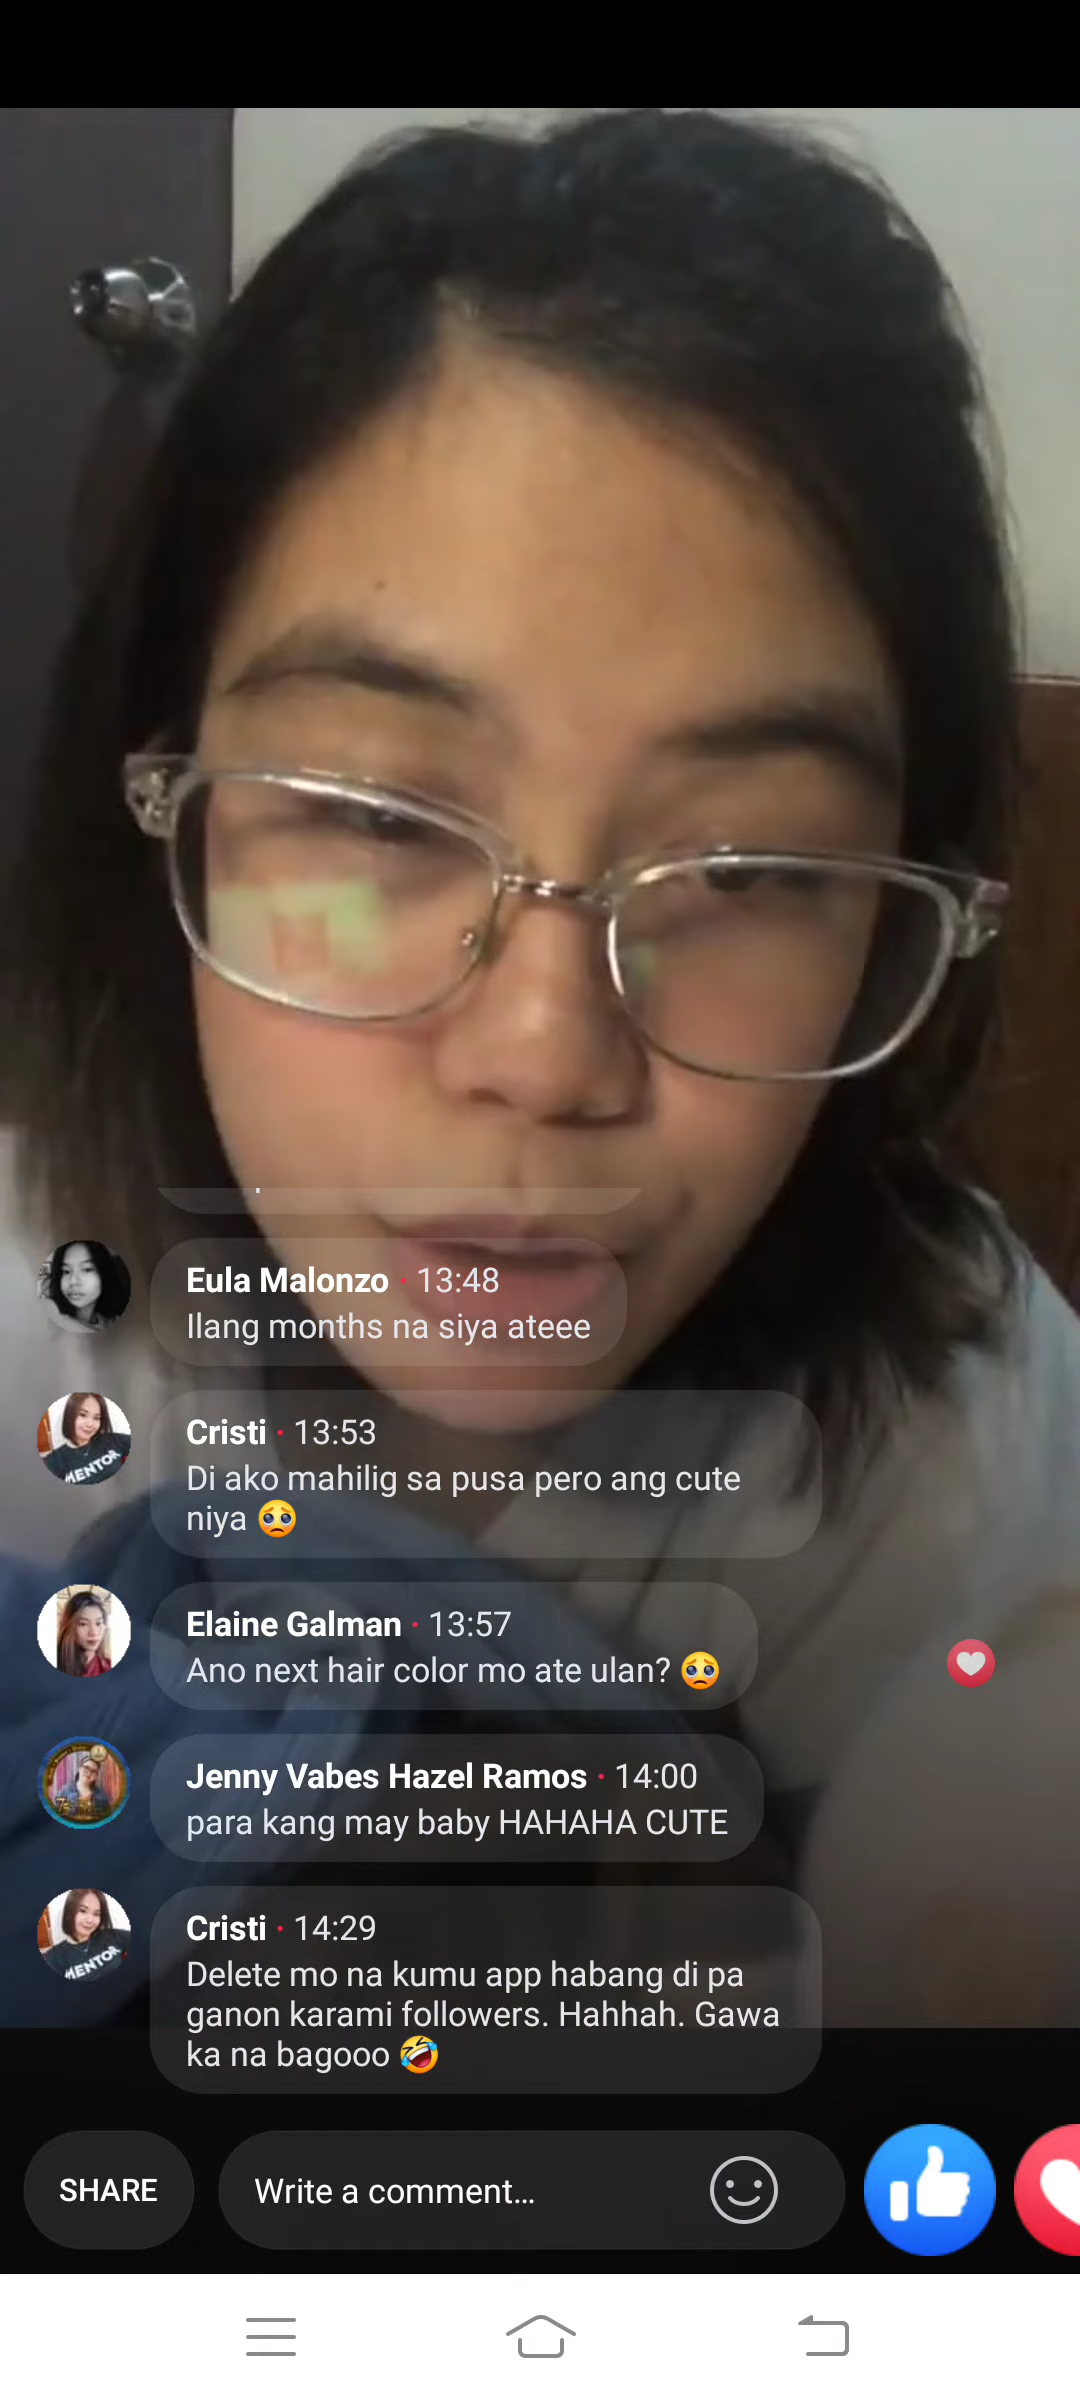 Eula Malonzo · 13:48
Ilang months na siya ateee
Cristi · 13:53
MENTOR
Di ako mahilig sa pusa pero ang cute
niya 🥺
Elaine Galman · 13:57
Ano next hair color mo ate ulan? 🥺
Jenny Vabes Hazel Ramos · 14:00
para kang may baby HAHAHA CUTE
Cristi · 14:29
MENTOR
Delete mo na kumu app habang di pa
ganon karami followers. Hahhah. Gawa
ka na bagooo 🤣
SHARE
Write a comment...